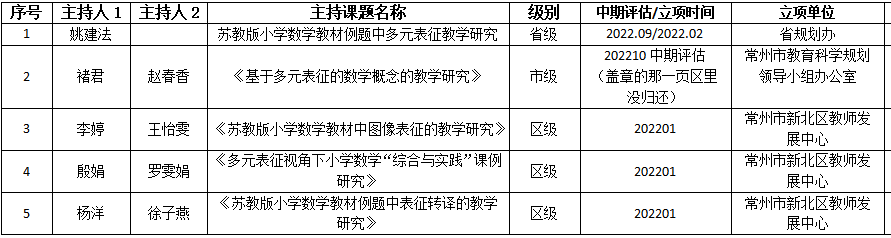 序号 主持人1 主持人2 主持课题名称 级别 中期评估/立项时间 立项单位
1 姚建法 苏教版小学数学教材例题中多元表征教学研究 省级 2022.09/2022.02 省规划办
2 褚君 赵春香 《基于多元表征的数学概念的教学研究》 市级 202210中期评估
（盖章的那一页区里
没归还） 常州市教育科学规划
领导小组办公室
3 李婷 王怡雯 《苏教版小学数学教材中图像表征的教学研究》 区级 202201 常州市新北区教师发
展中心
4 殷娟 罗雯娟 《多元表征视角下小学数学“综合与实践”课例
研究》 区级 202201 常州市新北区教师发
展中心
5 杨洋 徐子燕 《苏教版小学数学教材例题中表征转译的教学
研究》 区级 202201 常州市新北区教师发
展中心